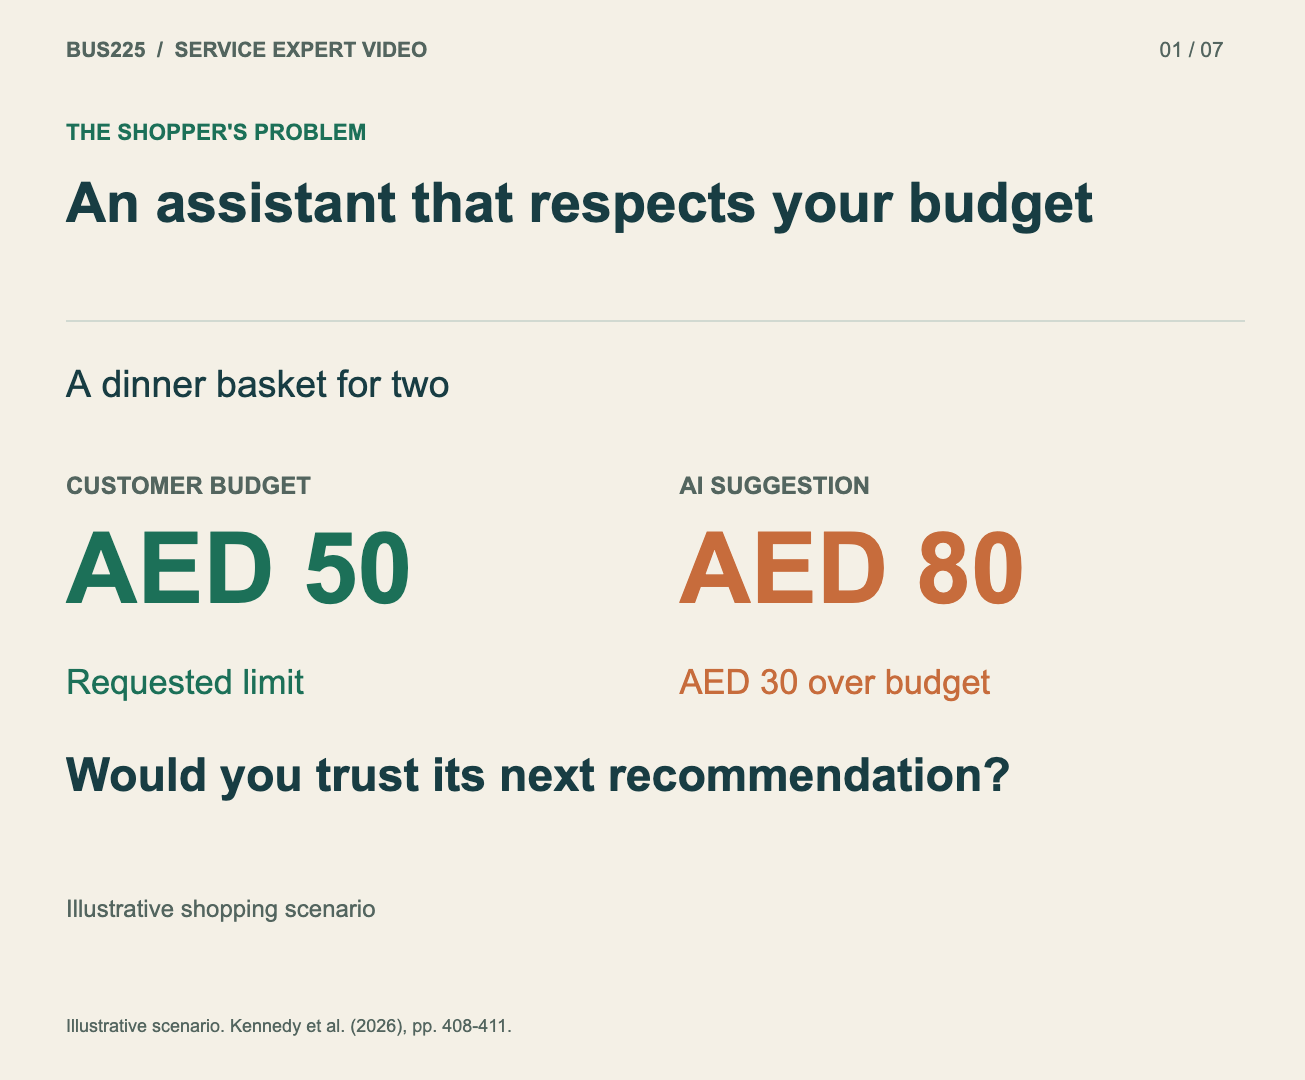 BUS225 / SERVICE EXPERT VIDEO
01 / 07
THE SHOPPER'S PROBLEM
An assistant that respects your budget
A dinner basket for two
CUSTOMER BUDGET
AED 50
Requested limit
AI SUGGESTION
AED 80
AED 30 over budget
Would you trust its next recommendation?
Illustrative shopping scenario
Illustrative scenario. Kennedy et al. (2026), pp. 408-411.